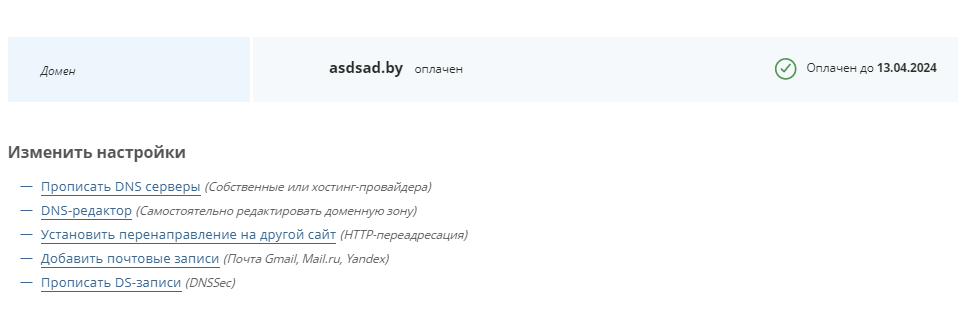 Домен
asdsad.by оплачен
Оплачен до 13.04.2024
Изменить настройки
— Прописать DNS серверы (Собственные или хостинг-провайдера)
— DNS-редактор (Самостоятельно редактировать доменную зону)
— Установить перенаправление на другой сайт (HTTP-переадресация)
— Добавить почтовые записи (Почта Gmail, Mail.ru, Yandex)
— Прописать DS-записи (DNSSec)